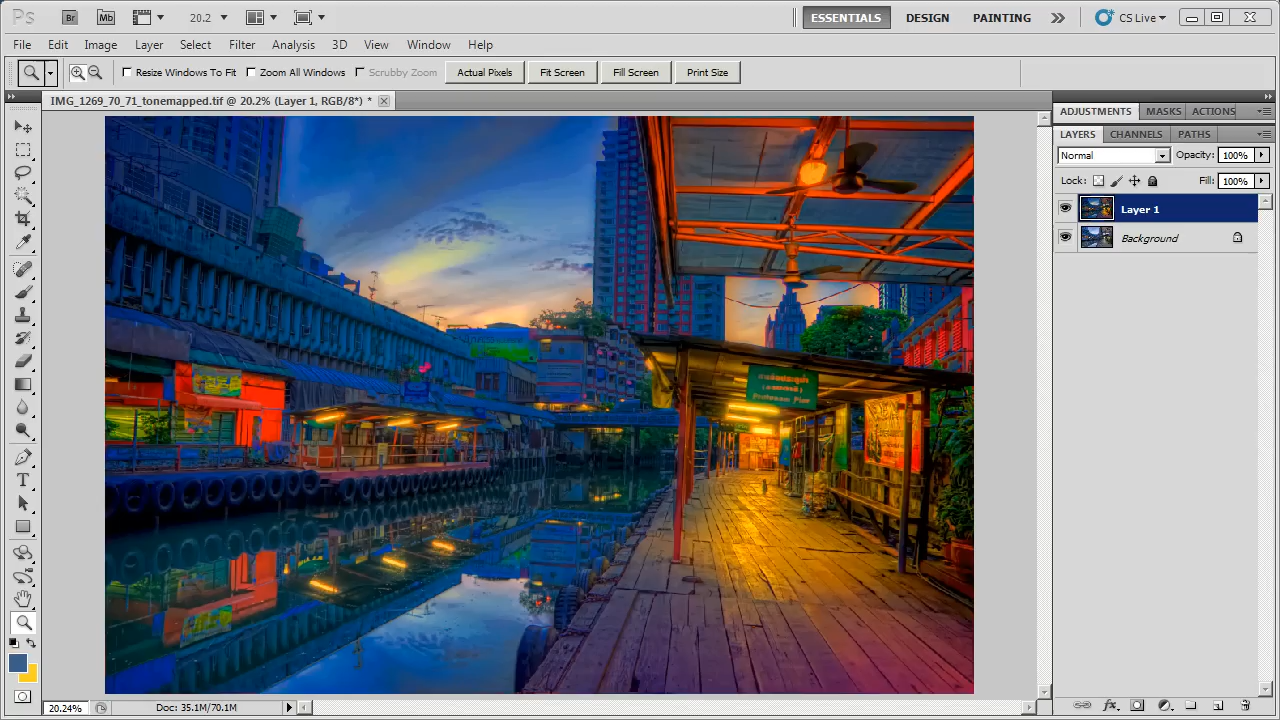 Ps Br Mb 20.2 ESSENTIALS DESIGN PAINTING CS Live
File Edit Image Layer Select Filter Analysis 3D View Window Help
Resize Windows To Fit Zoom All Windows Scrubby Zoom Actual Pixels Fit Screen Fill Screen Print Size
IMG_1269_70_71_tonemapped.tif @ 20.2% (Layer 1, RGB/8*) *
ADJUSTMENTS MASKS ACTIONS
LAYERS CHANNELS PATHS
Normal Opacity: 100%
Lock: Fill: 100%
Layer 1
Background
20.24% Doc: 35.1M/70.1M